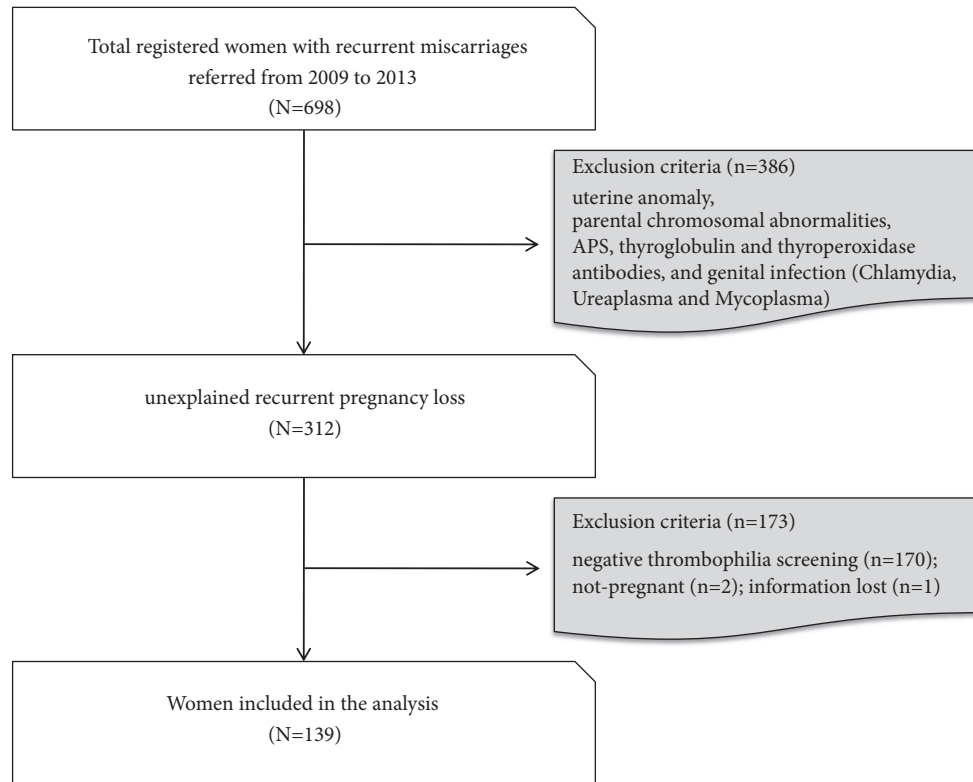 Total registered women with recurrent miscarriages
referred from 2009 to 2013
(N=698)
Exclusion criteria (n=386)
uterine anomaly,
parental chromosomal abnormalities,
APS, thyroglobulin and thyroperoxidase
antibodies, and genital infection (Chlamydia,
Ureaplasma and Mycoplasma)
unexplained recurrent pregnancy loss
(N=312)
Exclusion criteria (n=173)
negative thrombophilia screening (n=170);
not-pregnant (n=2); information lost (n=1)
Women included in the analysis
(N=139)